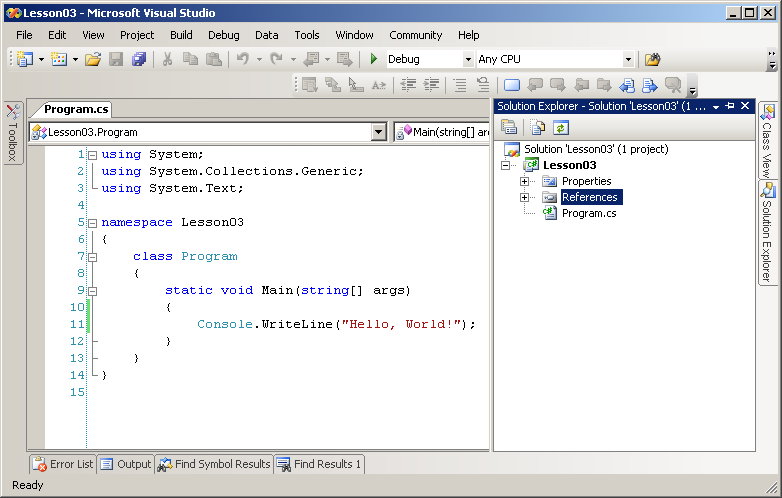 Lesson03 - Microsoft Visual Studio
File Edit View Project Build Debug Data Tools Window Community Help
Debug Any CPU
Toolbox
Program.cs
Lesson03.Program Main(string[] ar
1 using System;
2 using System.Collections.Generic;
3 using System.Text;
4
5 namespace Lesson03
6 {
7 class Program
8 {
9 static void Main(string[] args)
10 {
11 Console.WriteLine("Hello, World!");
12 }
13 }
14 }
15
Solution Explorer - Solution 'Lesson03' (1 ...
Solution 'Lesson03' (1 project)
Lesson03
Properties
References
Program.cs
Class View
Solution Explorer
Error List Output Find Symbol Results Find Results 1
Ready